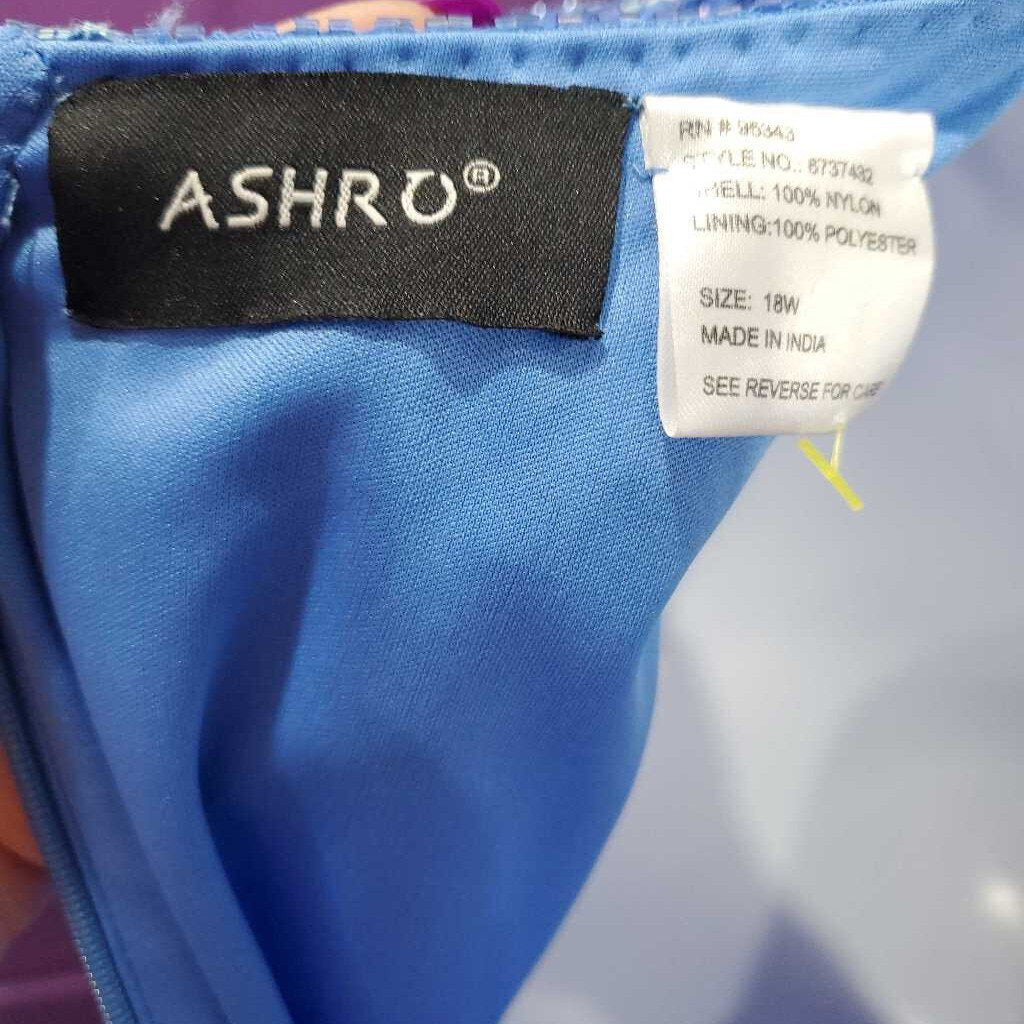 ASHRO®
RN # 95343
STYLE NO.: 6737432
SHELL: 100% NYLON
LINING:100% POLYESTER
SIZE: 18W
MADE IN INDIA
SEE REVERSE FOR CARE